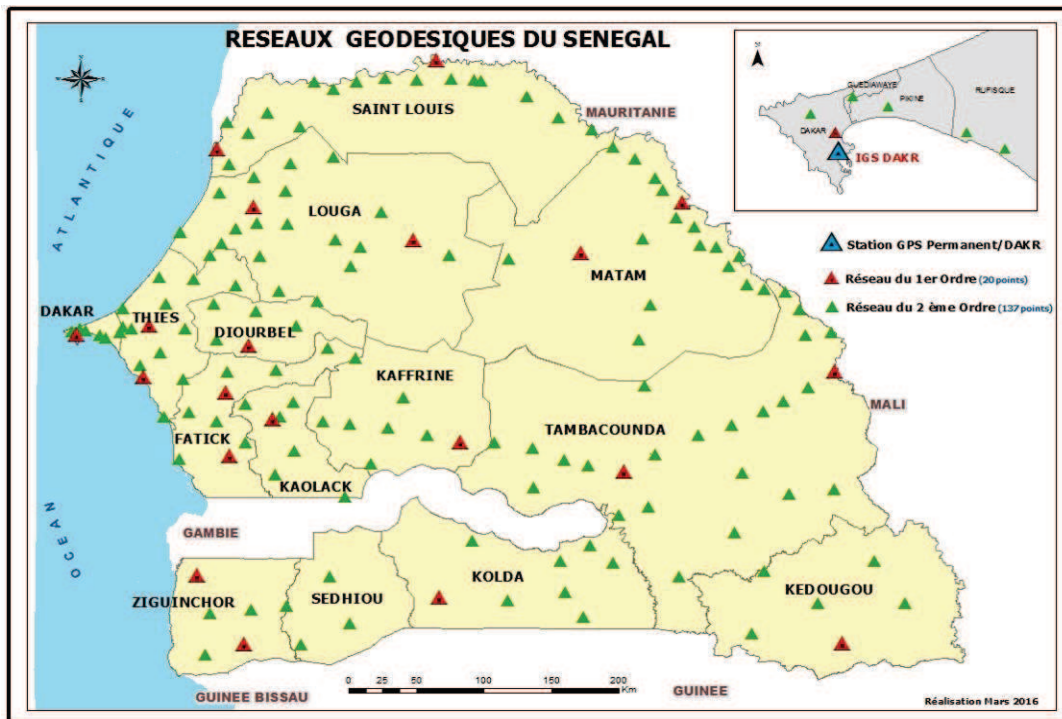 RESEAUX GEODESIQUES DU SENEGAL
ATLANTIQUE
OCEAN
SAINT LOUIS
MAURITANIE
LOUGA
MATAM
DAKAR
THIES
DIOURBEL
KAFFRINE
MALI
FATICK
TAMBACOUNDA
KAOLACK
GAMBIE
ZIGUINCHOR
SEDHIOU
KOLDA
KEDOUGOU
GUINEE BISSAU
GUINEE
GUEDIAWAYE
PIKINE
RUFISQUE
DAKAR
IGS DAKR
Station GPS Permanent/DAKR
Réseau du 1er Ordre (20points)
Réseau du 2 ème Ordre (137points)
0 25 50 100 150 200
Km
Réalisation Mars 2016